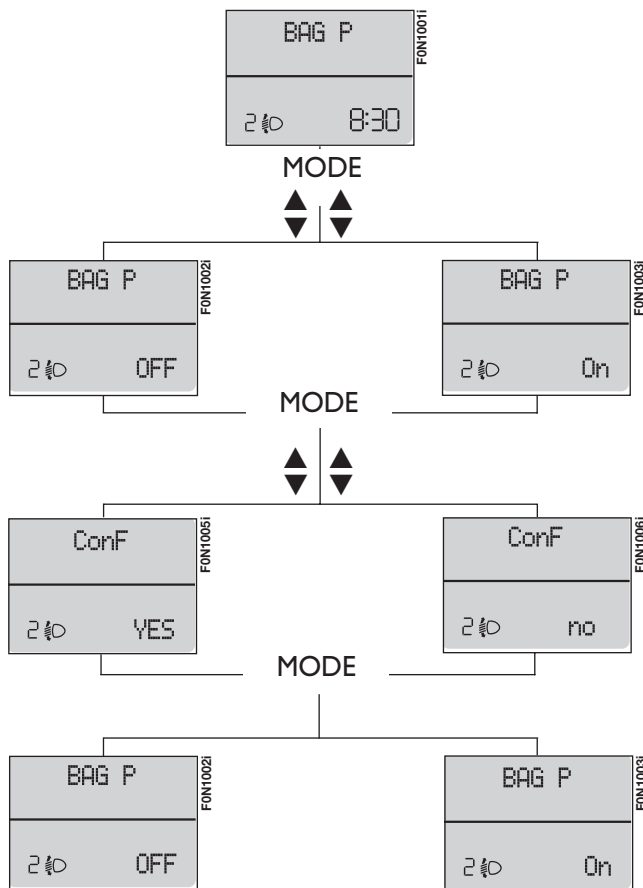 BAG P
F0N1001i
2 8:30
MODE
BAG P
F0N1002i
BAG P
F0N1003i
2 OFF
2 On
MODE
ConF
F0N1005i
ConF
F0N1006i
2 YES
2 no
MODE
BAG P
F0N1002i
BAG P
F0N1003i
2 OFF
2 On